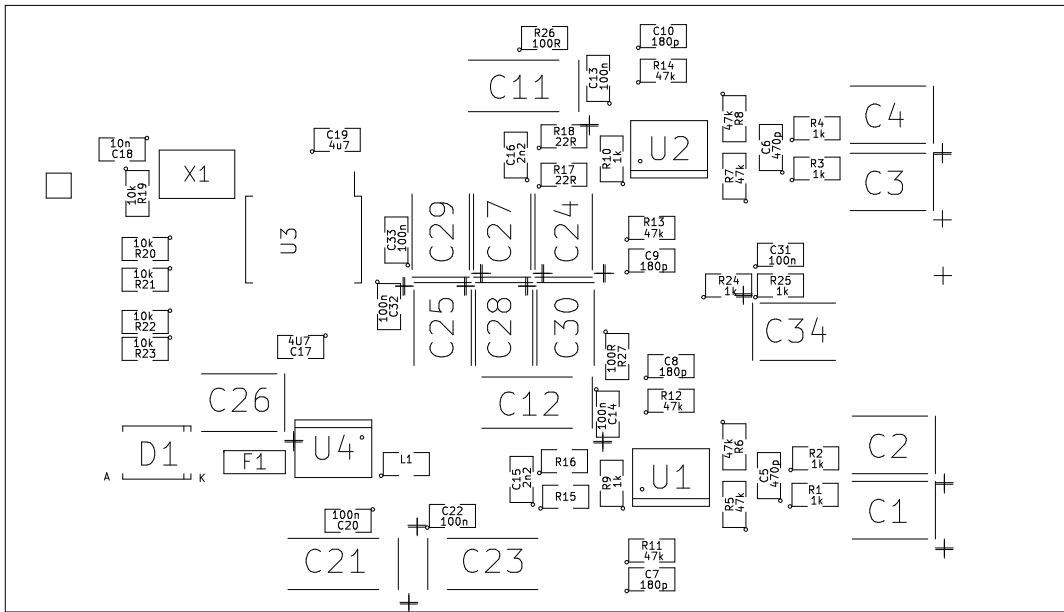 R26
100R
C10
180p
R14
47k
C13
100n
C11
47k
R8
C6
470p
R4
1k
C4
10n
C18
C19
4u7
C16
2n2
R18
22R
R10
1k
U2
X1
R17
22R
R7
47k
R3
1k
C3
10k
R19
U3
C33
100n
C29
C27
C24
R13
47k
10k
R20
C9
180p
C31
100n
10k
R21
R24
1k
R25
1k
100n
C32
C25
C28
C30
10k
R22
C34
10k
R23
4U7
C17
100R
R27
C8
180p
C26
C12
R12
47k
100n
C14
D1
A
K
F1
U4
L1
C15
2n2
R16
R15
R9
1k
U1
47k
R6
R5
47k
C5
470p
R2
1k
R1
1k
C2
C1
100n
C20
C22
100n
C21
C23
R11
47k
C7
180p